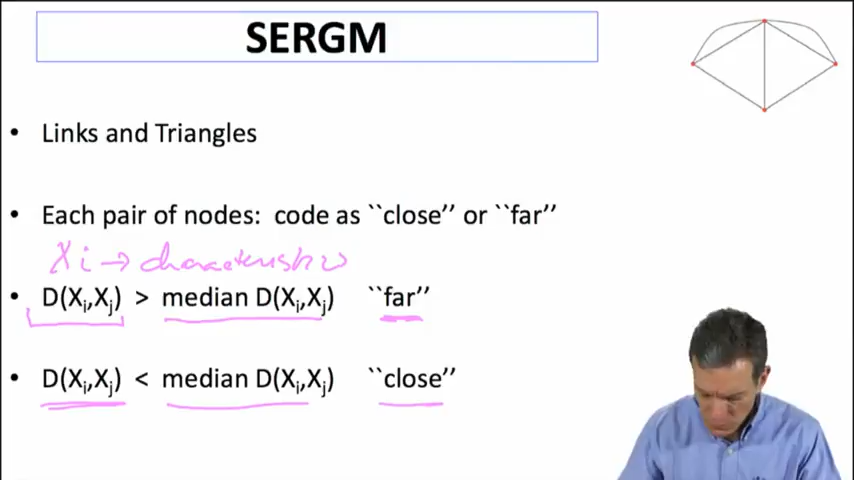 SERGM
• Links and Triangles
• Each pair of nodes: code as ``close’’ or ``far’’
Xi → characteristics
• D(Xi,Xj) > median D(Xi,Xj) ``far’’
• D(Xi,Xj) < median D(Xi,Xj) ``close’’